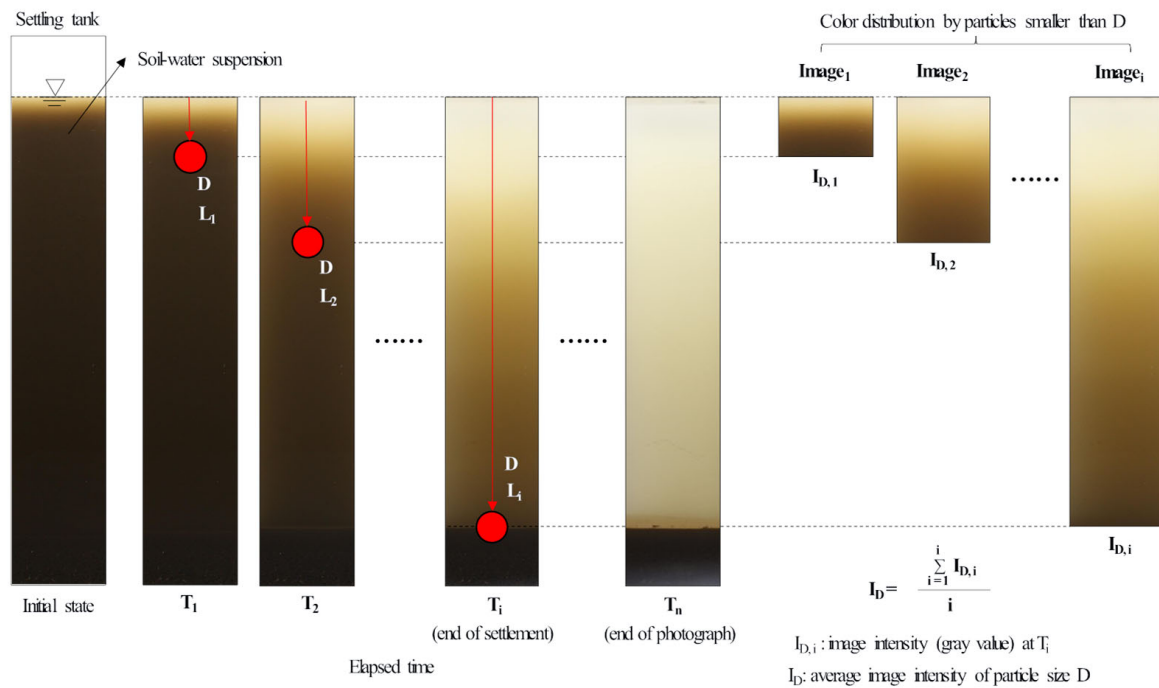 Settling tank
Soil-water suspension
Color distribution by particles smaller than D
Image1
Image2
Imagei
D
L1
D
L2
......
D
Li
......
ID,1
ID,2
......
ID,i
Initial state
T1
T2
Ti
(end of settlement)
Tn
(end of photograph)
Elapsed time
ID = i Σ i=1 ID,i / i
ID,i : image intensity (gray value) at Ti
ID: average image intensity of particle size D